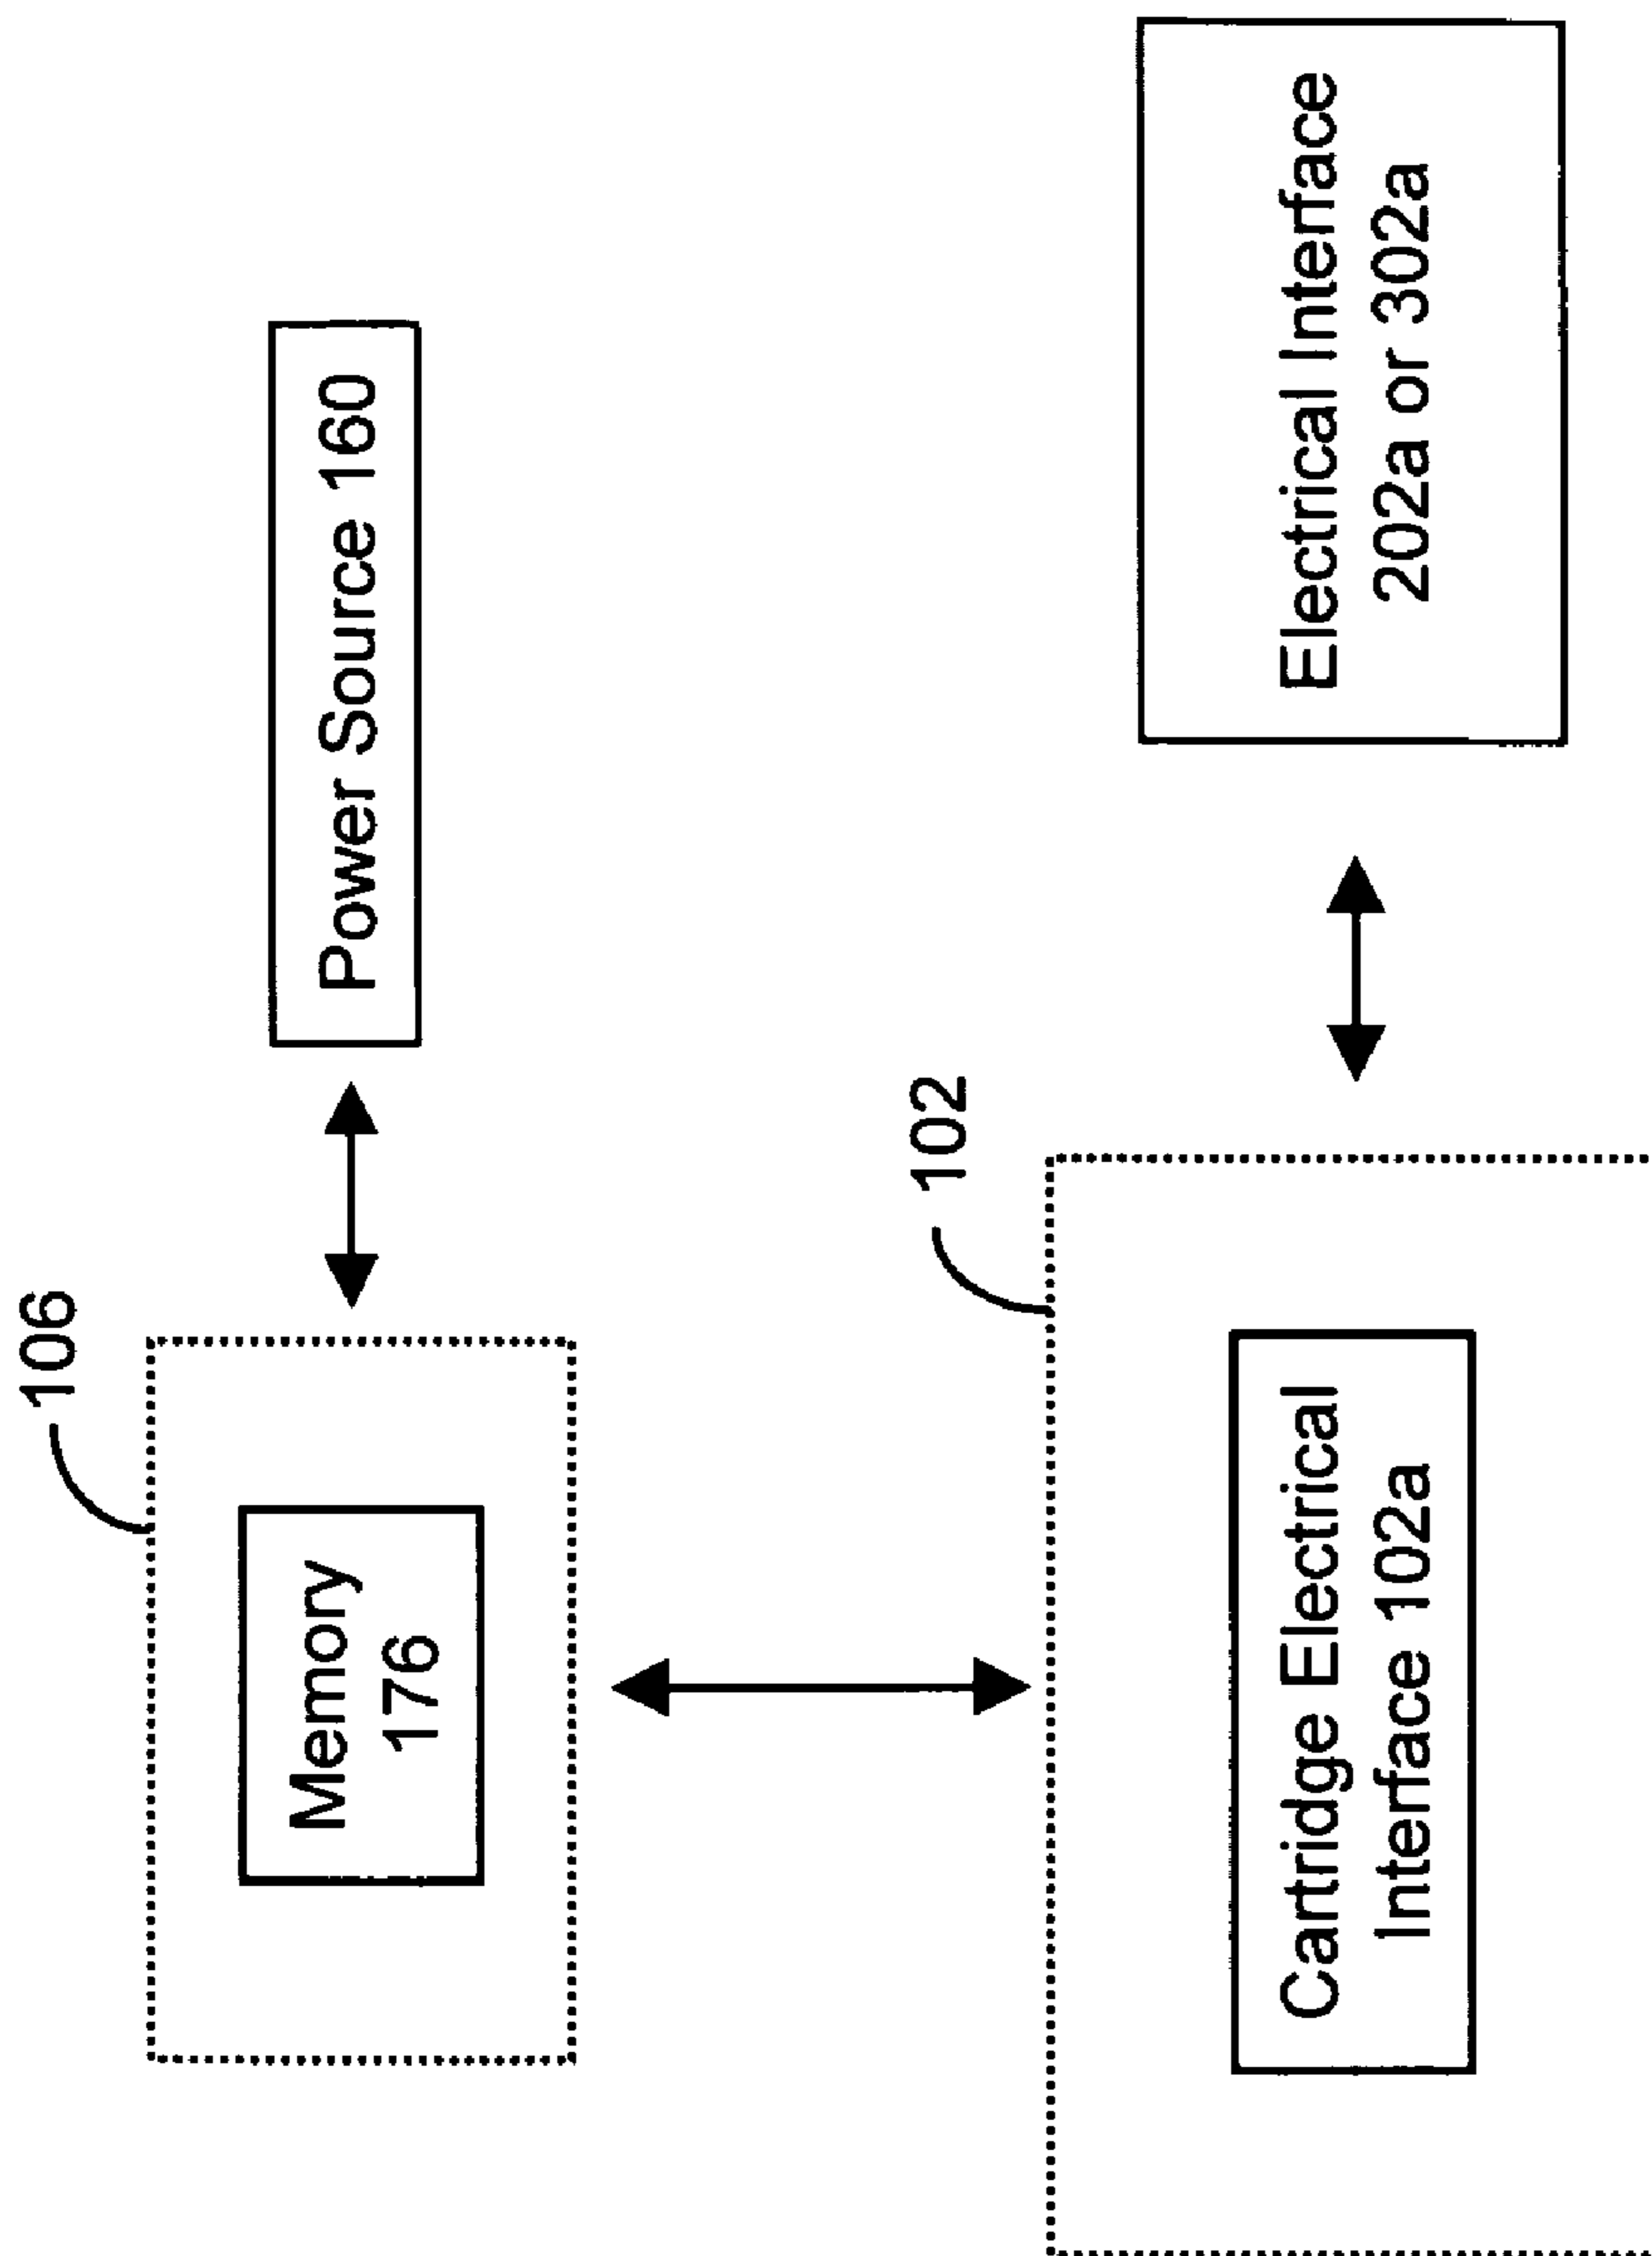 106
Memory
176
Power Source 160
102
Cartridge Electrical
Interface 102a
Electrical Interface
202a or 302a